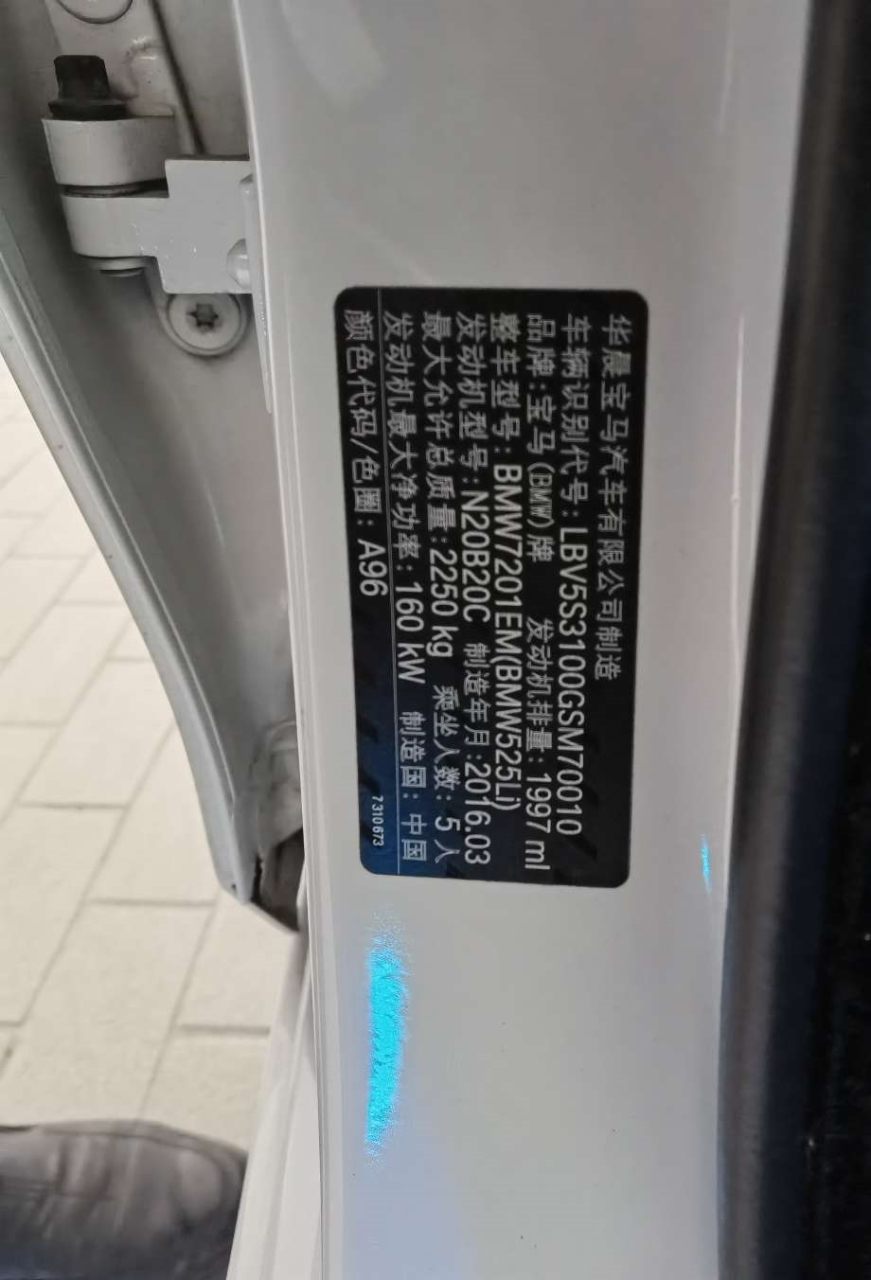 华晨宝马汽车有限公司制造
车辆识别代号:LBV5S3100GSM70010
品牌:宝马(BMW)牌 发动机排量:1997 ml
整车型号:BMW7201EM(BMW525Li)
发动机型号:N20B20C 制造年月:2016.03
最大允许总质量:2250 kg 乘坐人数:5人
发动机最大净功率:160 kW 制造国:中国
颜色代码/色圈:A96 7310673